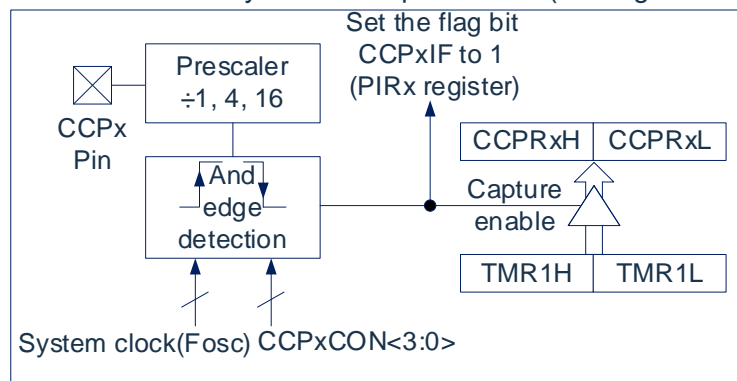 Set the flag bit
CCPxIF to 1
(PIRx register)
Prescaler
÷1, 4, 16
CCPx
Pin
And
edge
detection
CCPRxH CCPRxL
Capture
enable
TMR1H TMR1L
System clock(Fosc) CCPxCON<3:0>